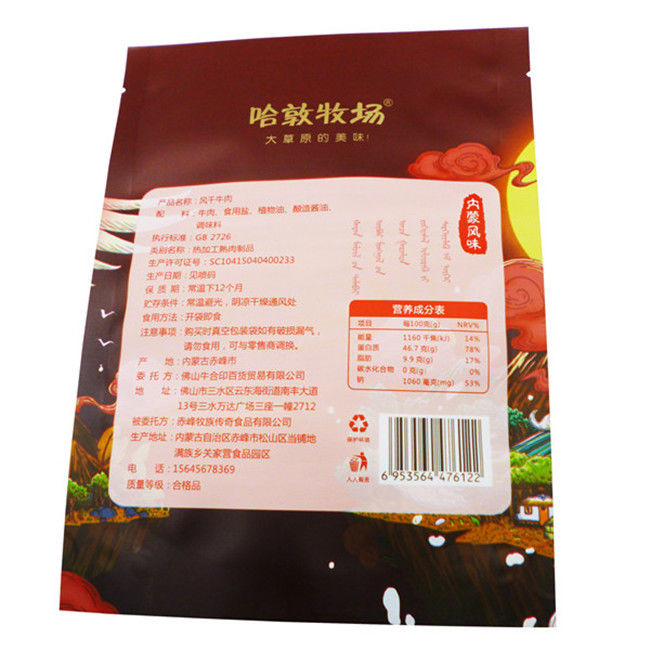 哈敦牧场®
大草原的美味!
产品名称：风干牛肉
配 料：牛肉、食用盐、植物油、酿造酱油、
调味料
执行标准：GB 2726
类别名称：热加工熟肉制品
生产许可证号：SC10415040400233
生产日期：见喷码
保 质 期：常温下12个月
贮存条件：常温避光，阴凉干燥通风处
食用方法：开袋即食
注意事项：购买时真空包装袋如有破损漏气，
请勿食用，可与零售商调换。
产 地：内蒙古赤峰市
委 托 方：佛山牛合印百货贸易有限公司
地 址：佛山市三水区云东海街道南丰大道
13号三水万达广场三座一幢2712
被委托方：赤峰牧族传奇食品有限公司
生产地址：内蒙古自治区赤峰市松山区当铺地
满族乡关家营食品园区
电 话：15645678369
质量等级：合格品
内蒙风味
营养成分表
项目 每100克(g) NRV%
能量 1160 千焦(kJ) 14%
蛋白质 46.7 克(g) 78%
脂肪 9.9 克(g) 17%
碳水化合物 0 克(g) 0%
钠 1060 毫克(mg) 53%
保护环境
人人有责
6 953564 476122